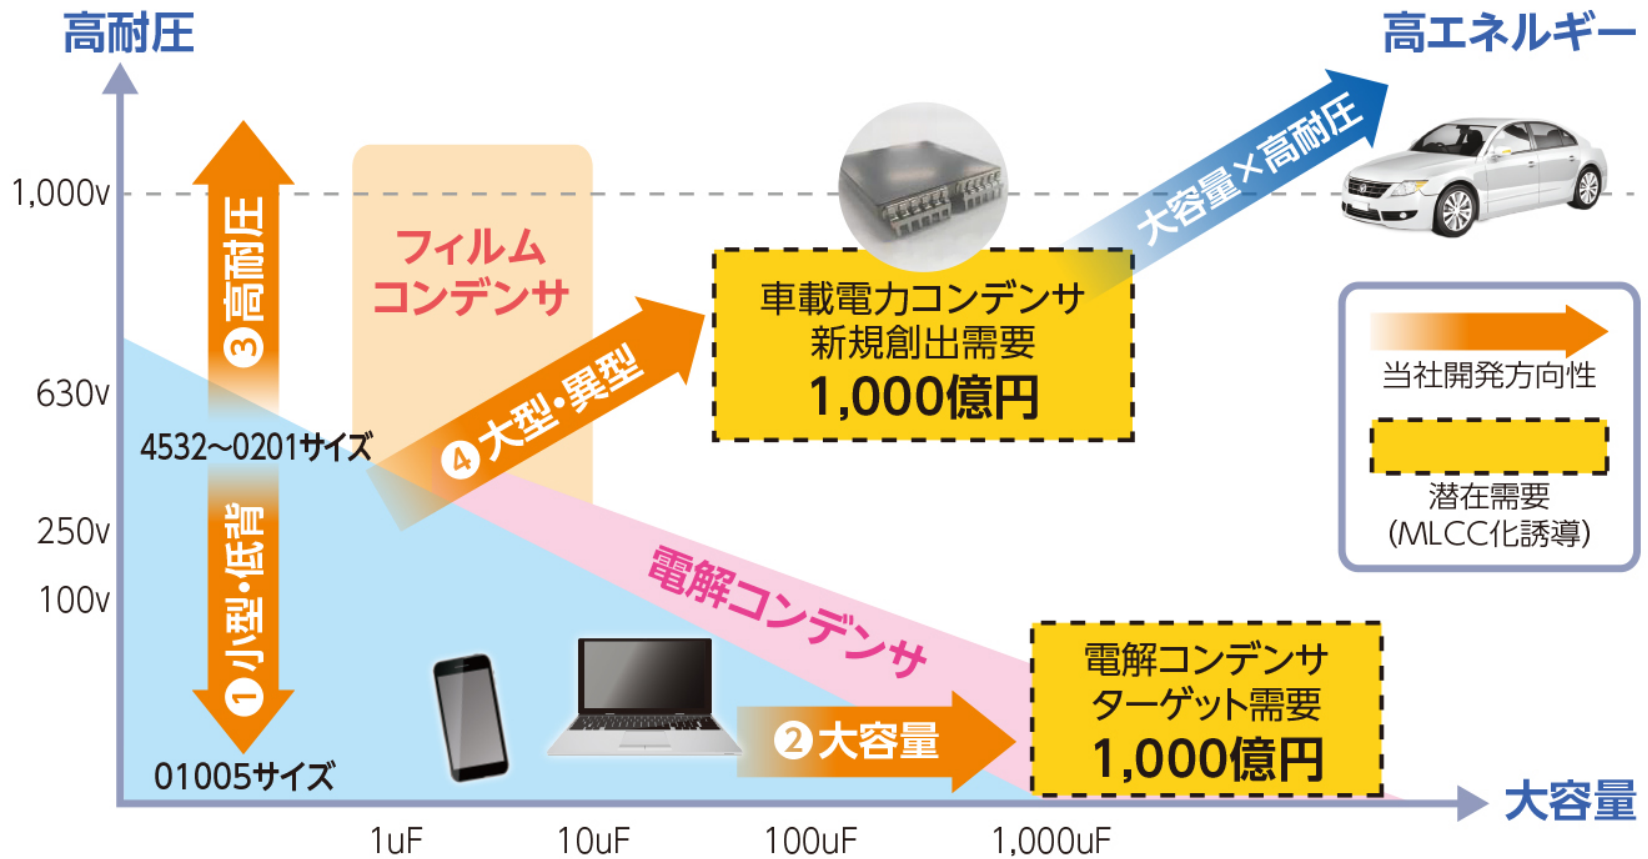 高耐圧
高エネルギー
1,000V
630V
250V
100V
❸高耐圧
4532～0201サイズ
❶小型・低背
01005サイズ
フィルム
コンデンサ
❹大型・異型
車載電力コンデンサ
新規創出需要
1,000億円
大容量×高耐圧
当社開発方向性
潜在需要
(MLCC化誘導)
電解コンデンサ
❷大容量
電解コンデンサ
ターゲット需要
1,000億円
大容量
1uF
10uF
100uF
1,000uF